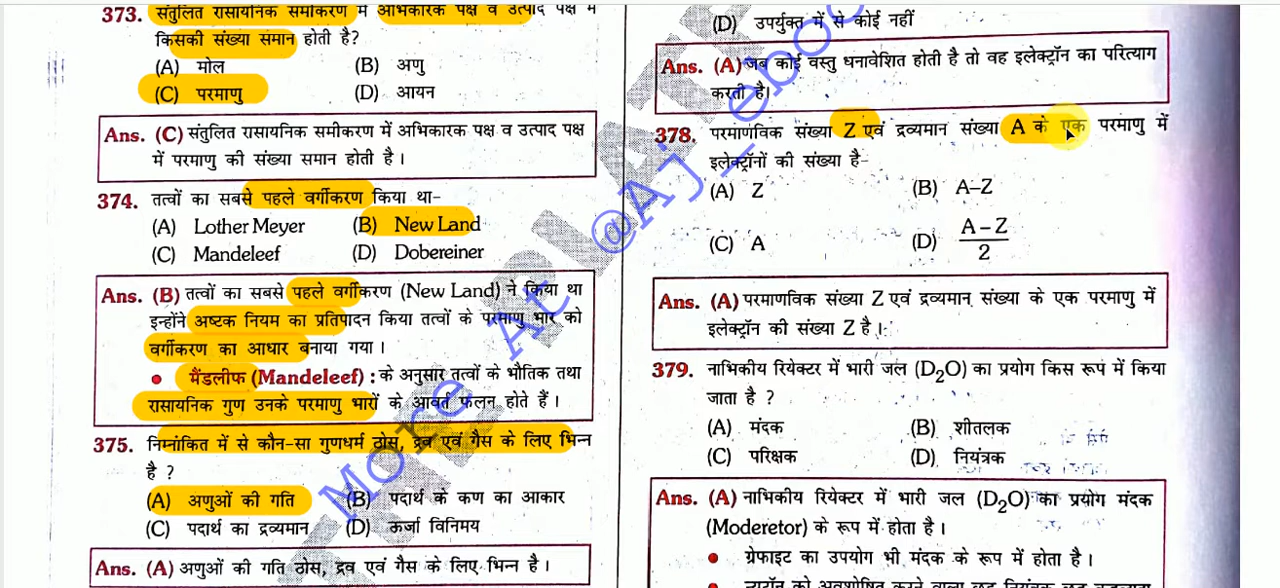 373. संतुलित रासायनिक समीकरण में अभिकारक पक्ष व उत्पाद पक्ष में
किसकी संख्या समान होती है?
(A) मोल (B) अणु
(C) परमाणु (D) आयन
Ans. (C) संतुलित रासायनिक समीकरण में अभिकारक पक्ष व उत्पाद पक्ष
में परमाणु की संख्या समान होती है।
374. तत्वों का सबसे पहले वर्गीकरण किया था–
(A) Lother Meyer (B) New Land
(C) Mandeleef (D) Dobereiner
Ans. (B) तत्वों का सबसे पहले वर्गीकरण (New Land) ने किया था
इन्होंने अष्टक नियम का प्रतिपादन किया तत्वों के परमाणु भार को
वर्गीकरण का आधार बनाया गया।
• मैंडलीफ (Mandeleef) : के अनुसार तत्वों के भौतिक तथा
रासायनिक गुण उनके परमाणु भारों के आवर्त फलन होते हैं।
375. निम्नांकित में से कौन-सा गुणधर्म ठोस, द्रव एवं गैस के लिए भिन्न
है ?
(A) अणुओं की गति (B) पदार्थ के कण का आकार
(C) पदार्थ का द्रव्यमान (D) ऊर्जा विनिमय
Ans. (A) अणुओं की गति ठोस, द्रव एवं गैस के लिए भिन्न है।
(D) उपर्युक्त में से कोई नहीं
Ans. (A) जब कोई वस्तु धनावेशित होती है तो वह इलेक्ट्रॉन का परित्याग
करती है।
378. परमाणविक संख्या Z एवं द्रव्यमान संख्या A के एक परमाणु में
इलेक्ट्रॉनों की संख्या है–
(A) Z (B) A–Z
(C) A (D) A – Z
2
Ans. (A) परमाणविक संख्या Z एवं द्रव्यमान संख्या के एक परमाणु में
इलेक्ट्रॉन की संख्या Z है।
379. नाभिकीय रियेक्टर में भारी जल (D₂O) का प्रयोग किस रूप में किया
जाता है ?
(A) मंदक (B) शीतलक
(C) परिक्षक (D) नियंत्रक
Ans. (A) नाभिकीय रियेक्टर में भारी जल (D₂O) का प्रयोग मंदक
(Moderetor) के रूप में होता है।
• ग्रेफाइट का उपयोग भी मंदक के रूप में होता है।
More At @Aj_ebook